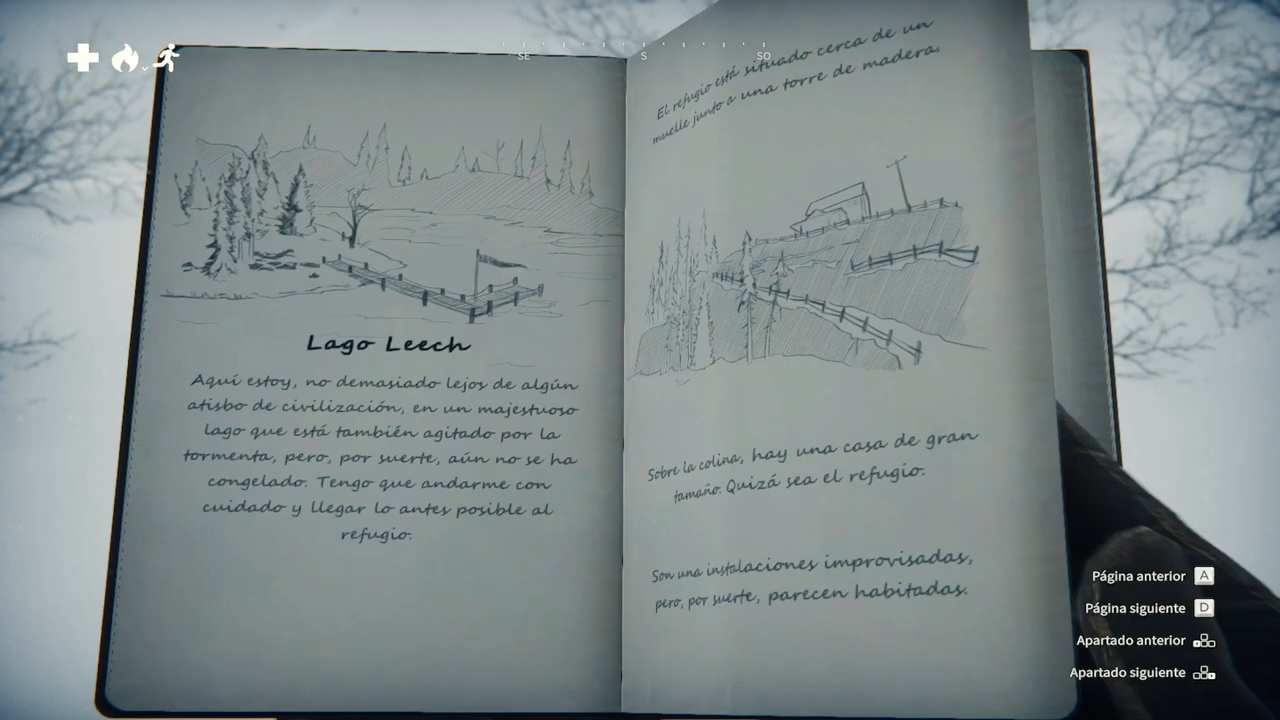 SE
S
SO
Lago Leech
Aquí estoy, no demasiado lejos de algún
atisbo de civilización, en un majestuoso
lago que está también agitado por la
tormenta, pero, por suerte, aún no se ha
congelado. Tengo que andarme con
cuidado y llegar lo antes posible al
refugio.
El refugio está situado cerca de un
muelle junto a una torre de madera.
Sobre la colina, hay una casa de gran
tamaño. Quizá sea el refugio.
Son una instalaciones improvisadas,
pero, por suerte, parecen habitadas.
Página anterior A
Página siguiente D
Apartado anterior
Apartado siguiente